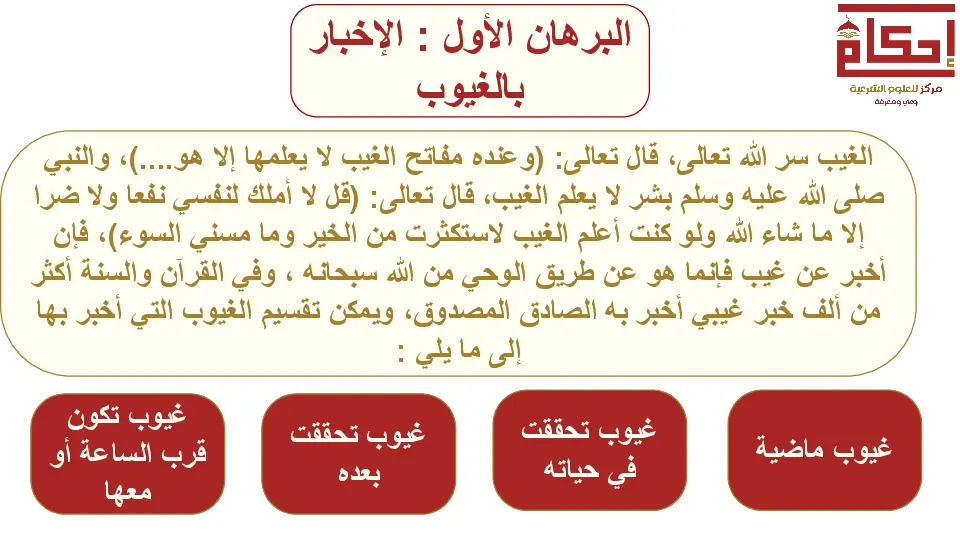 البرهان الأول : الإخبار
بالغيوب
إحكام
مركز للعلوم الشرعية
وعي ومعرفة
الغيب سر الله تعالى، قال تعالى: (وعنده مفاتح الغيب لا يعلمها إلا هو....)، والنبي
صلى الله عليه وسلم بشر لا يعلم الغيب، قال تعالى: (قل لا أملك لنفسي نفعا ولا ضرا
إلا ما شاء الله ولو كنت أعلم الغيب لاستكثرت من الخير وما مسني السوء)، فإن
أخبر عن غيب فإنما هو عن طريق الوحي من الله سبحانه ، وفي القرآن والسنة أكثر
من ألف خبر غيبي أخبر به الصادق المصدوق، ويمكن تقسيم الغيوب التي أخبر بها
إلى ما يلي :
غيوب ماضية
غيوب تحققت
في حياته
غيوب تحققت
بعده
غيوب تكون
قرب الساعة أو
معها